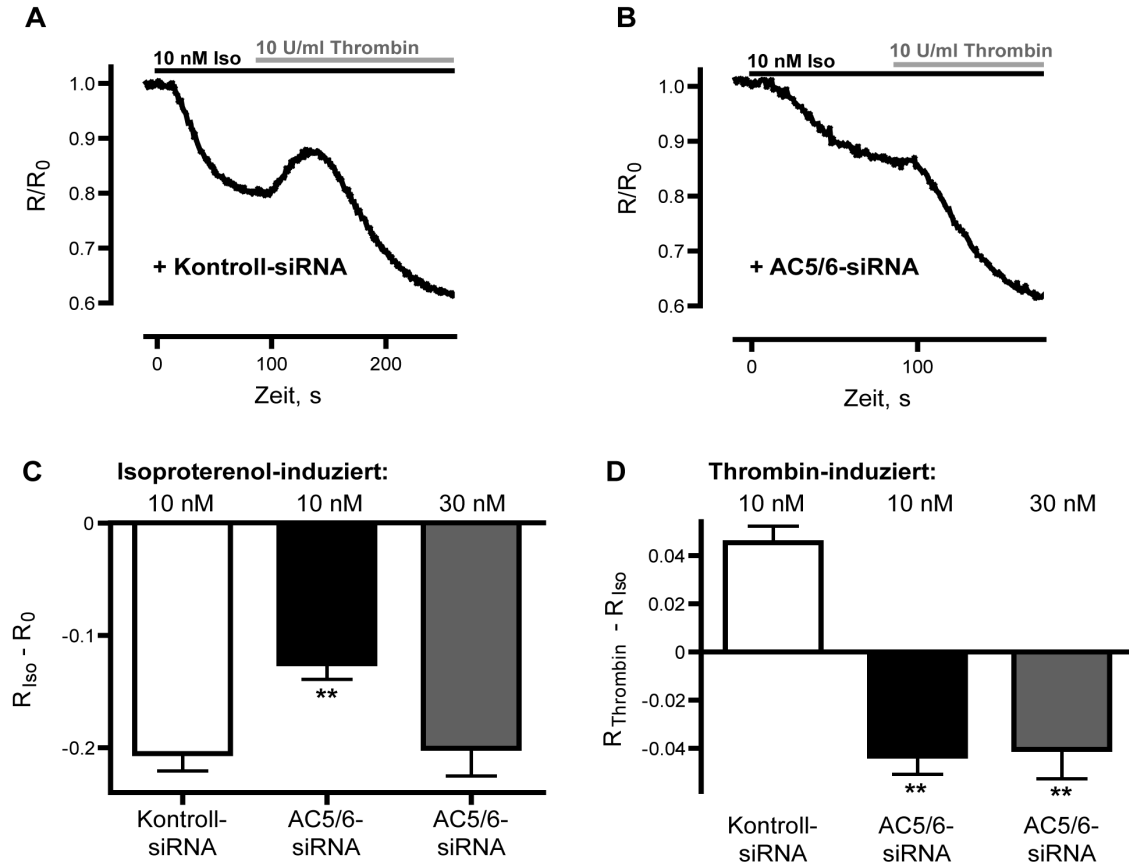 A
10 nM Iso
10 U/ml Thrombin
1.0
0.9
0.8
0.7
0.6
R/R0
+ Kontroll-siRNA
0
100
200
Zeit, s
B
10 nM Iso
10 U/ml Thrombin
1.0
0.9
0.8
0.7
0.6
R/R0
+ AC5/6-siRNA
0
100
Zeit, s
C
Isoproterenol-induziert:
10 nM
10 nM
30 nM
0
-0.1
-0.2
RIso - R0
**
Kontroll-
siRNA
AC5/6-
siRNA
AC5/6-
siRNA
D
Thrombin-induziert:
10 nM
10 nM
30 nM
0.04
0.02
0
-0.02
-0.04
RThrombin - RIso
**
**
Kontroll-
siRNA
AC5/6-
siRNA
AC5/6-
siRNA